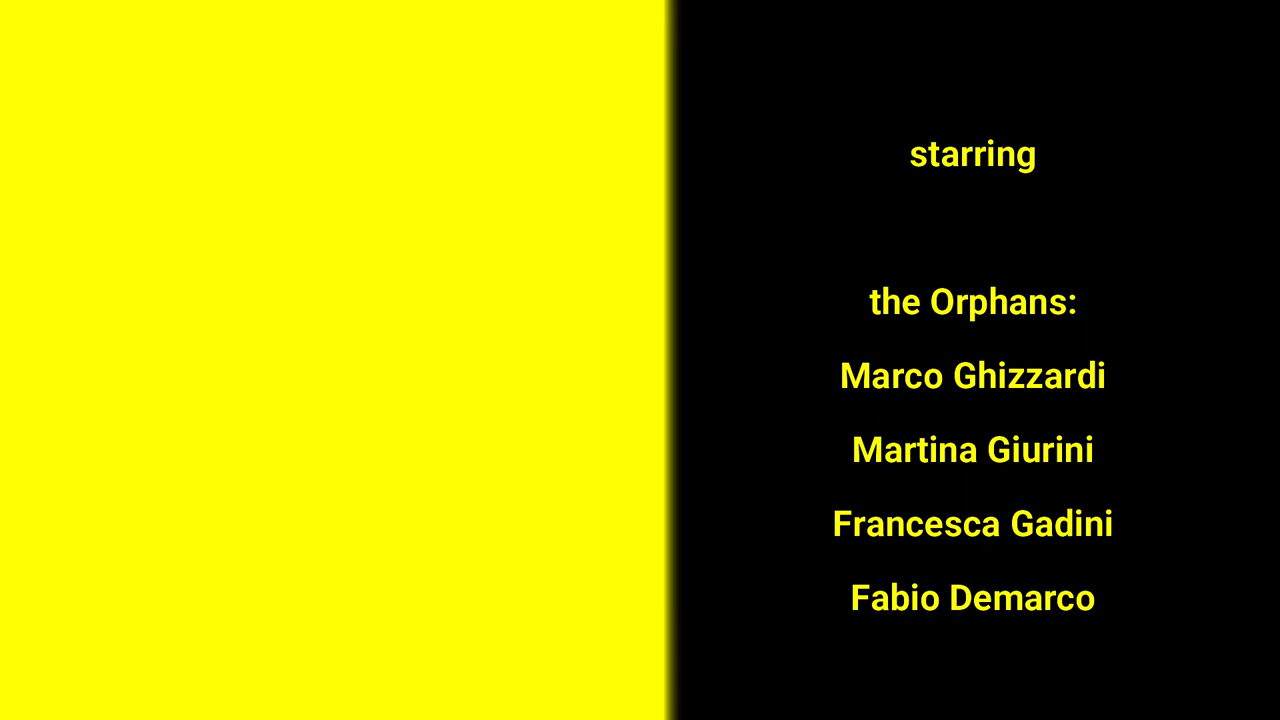 starring
the Orphans:
Marco Ghizzardi
Martina Giurini
Francesca Gadini
Fabio Demarco